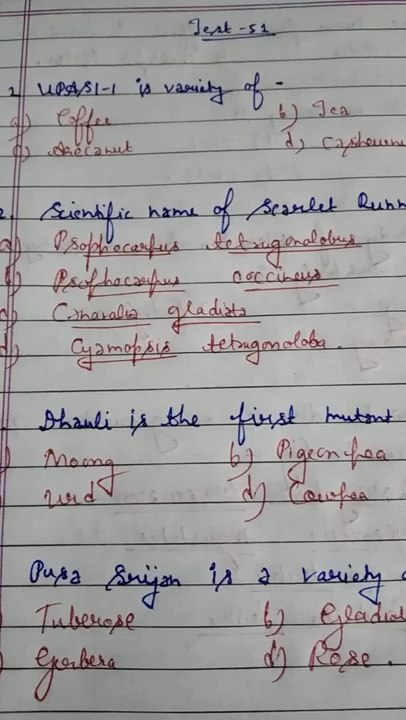 Test-51
1 UPASI-1 is variety of -
a) Coffee b) Tea
c) Arecanut d) Cashewnu
2. Scientific name of Scarlet Runn
a) Psophocarpus tetragonolobus
b) Psophocarpus coccineus
c) Canavalia gladiata
d) Cyamopsis tetragonoloba.
Dhauli is the first mutant
Moong b) Pigeonpea
Urd d) Cowpea
Pusa Srijan is a variety
Tuberose b) Gladiol
Gerbera d) Rose.